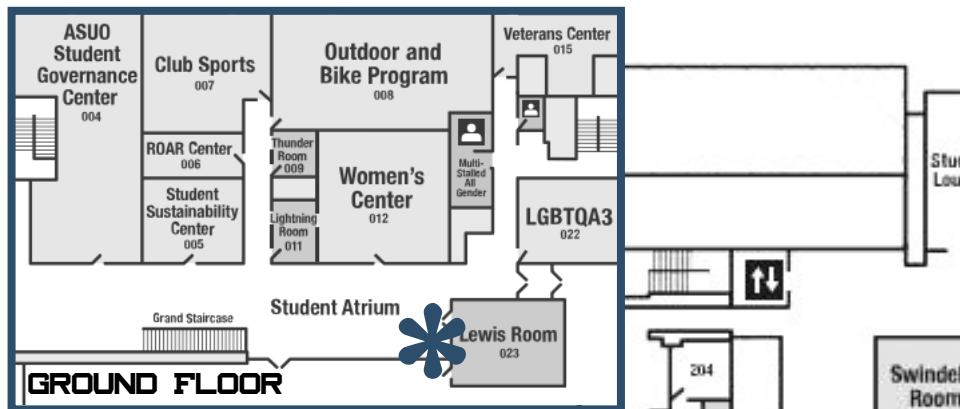 ASUO
Student
Governance
Center
004
Club Sports
007
Outdoor and
Bike Program
008
Veterans Center
015
ROAR Center
006
Thunder
Room
009
Multi-
Stalled
All
Gender
Women's
Center
012
Student
Sustainability
Center
005
Lightning
Room
011
LGBTQA3
022
Student Atrium
Grand Staircase
Lewis Room
023
GROUND FLOOR
204